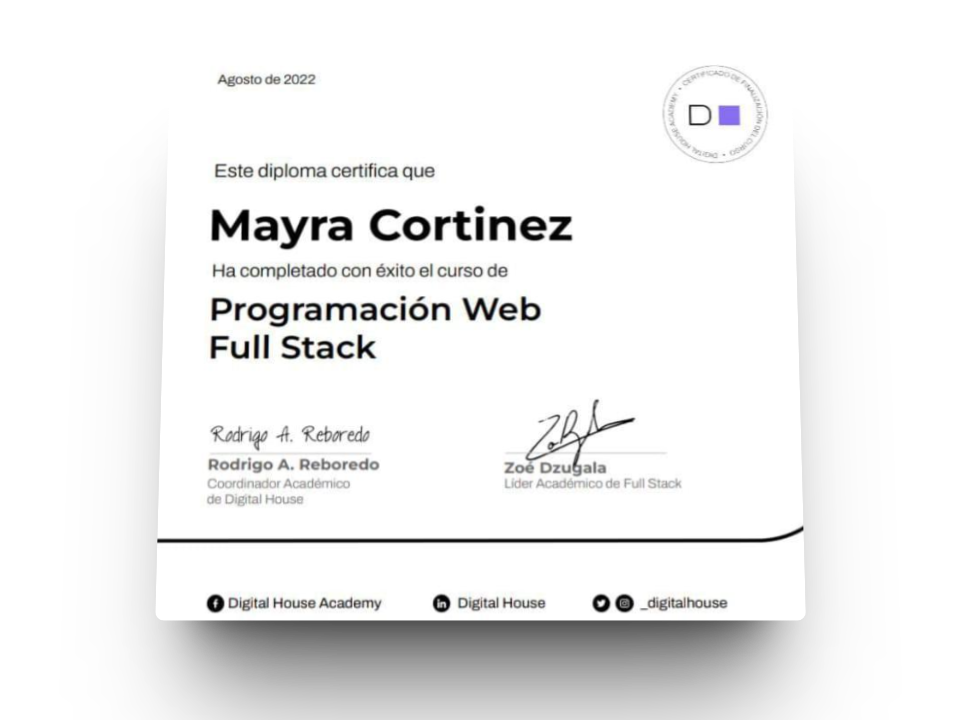 Agosto de 2022
CERTIFICADO DE FINALIZACIÓN DEL CURSO • DIGITAL HOUSE ACADEMY •
D
Este diploma certifica que
Mayra Cortinez
Ha completado con éxito el curso de
Programación Web
Full Stack
Rodrigo A. Reboredo
Rodrigo A. Reboredo
Zoé Dzugala
Coordinador Académico
de Digital House
Líder Académico de Full Stack
Digital House Academy
Digital House
_digitalhouse